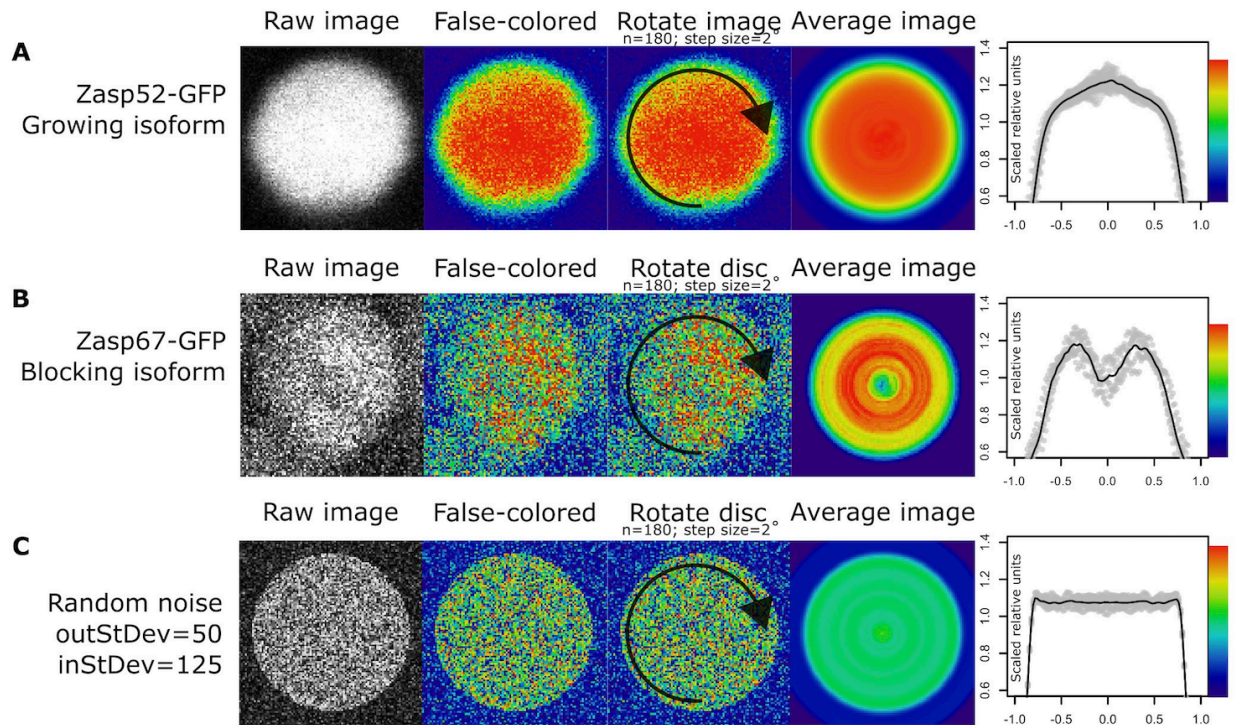 Raw image False-colored Rotate image Average image
n=180; step size=2°
A
Zasp52-GFP
Growing isoform
Scaled relative units
0.6 0.8 1.0 1.2 1.4
-1.0 -0.5 0.0 0.5 1.0
Raw image False-colored Rotate disc Average image
n=180; step size=2°
B
Zasp67-GFP
Blocking isoform
Scaled relative units
0.6 0.8 1.0 1.2 1.4
-1.0 -0.5 0.0 0.5 1.0
Raw image False-colored Rotate disc Average image
n=180; step size=2°
C
Random noise
outStDev=50
inStDev=125
Scaled relative units
0.6 0.8 1.0 1.2 1.4
-1.0 -0.5 0.0 0.5 1.0